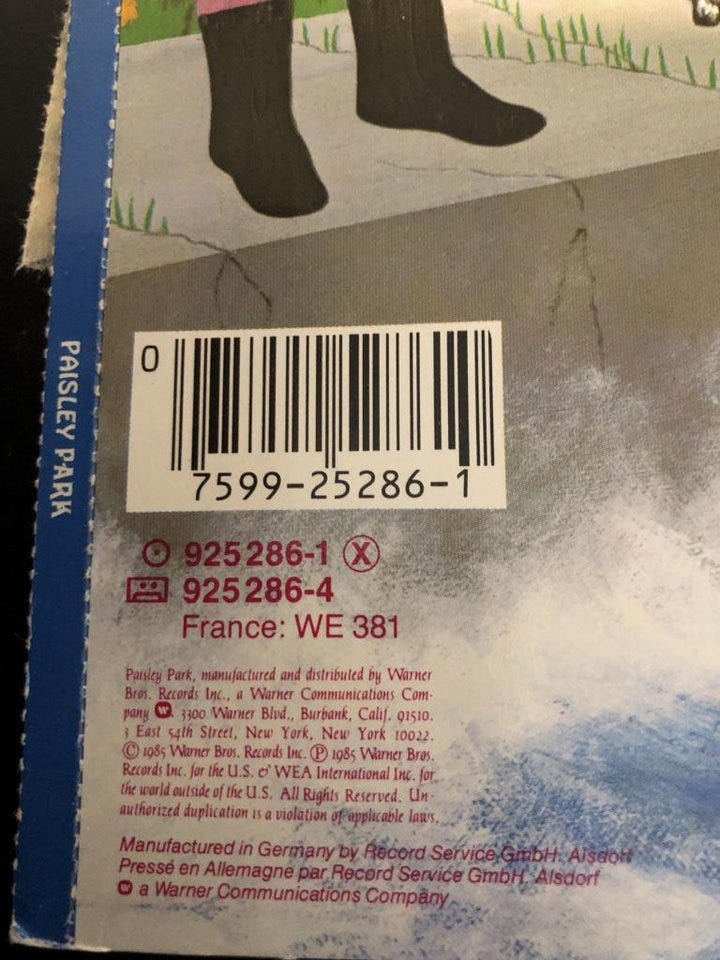 PAISLEY PARK
0
7599-25286-1
925286-1 X
925286-4
France: WE 381
Paisley Park, manufactured and distributed by Warner
Bros. Records Inc., a Warner Communications Com-
pany W. 3300 Warner Blvd., Burbank, Calif. 91510.
3 East 54th Street, New York, New York 10022.
Ⓒ 1985 Warner Bros. Records Inc. Ⓟ 1985 Warner Bros.
Records Inc. for the U.S. & WEA International Inc. for
the world outside of the U.S. All Rights Reserved. Un-
authorized duplication is a violation of applicable laws.
Manufactured in Germany by Record Service GmbH. Alsdorf
Pressé en Allemagne par Record Service GmbH. Alsdorf
W a Warner Communications Company